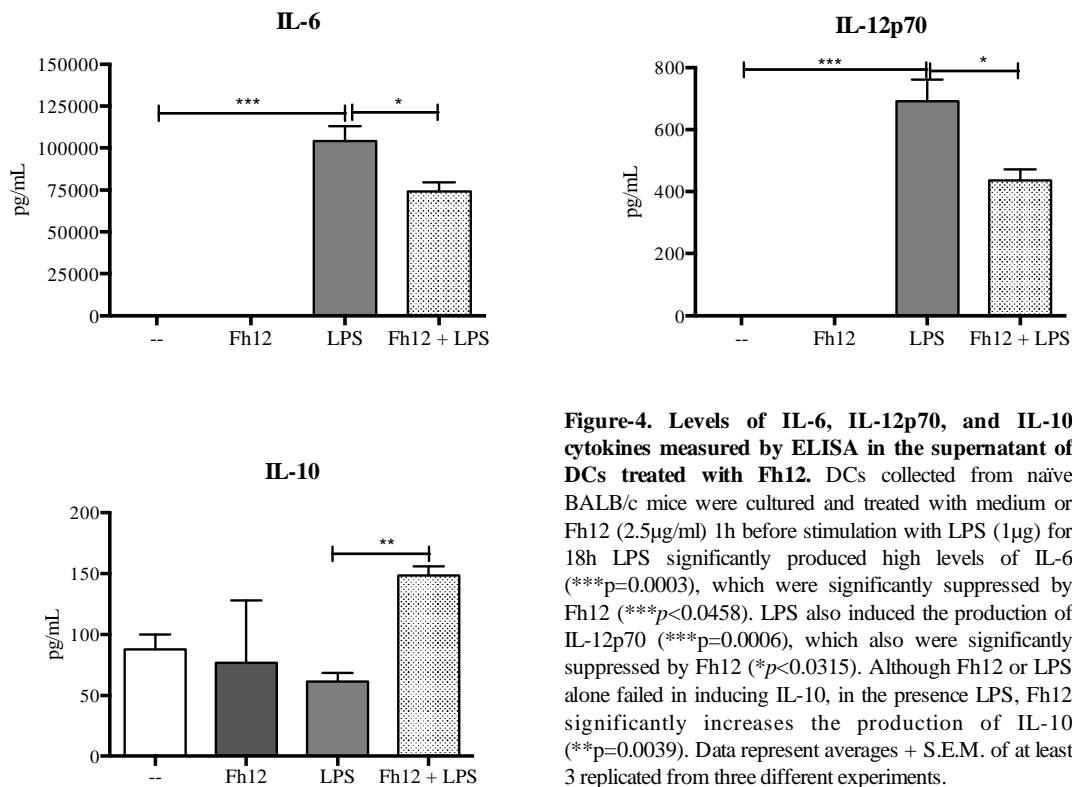 IL-6
***
*
pg/mL
150000
125000
100000
75000
50000
25000
0
--
Fh12
LPS
Fh12 + LPS
IL-12p70
***
*
pg/mL
800
600
400
200
0
--
Fh12
LPS
Fh12 + LPS
IL-10
**
pg/mL
200
150
100
50
0
--
Fh12
LPS
Fh12 + LPS
Figure-4. Levels of IL-6, IL-12p70, and IL-10
cytokines measured by ELISA in the supernatant of
DCs treated with Fh12. DCs collected from naïve
BALB/c mice were cultured and treated with medium or
Fh12 (2.5µg/ml) 1h before stimulation with LPS (1µg) for
18h LPS significantly produced high levels of IL-6
(***p=0.0003), which were significantly suppressed by
Fh12 (***p<0.0458). LPS also induced the production of
IL-12p70 (***p=0.0006), which also were significantly
suppressed by Fh12 (*p<0.0315). Although Fh12 or LPS
alone failed in inducing IL-10, in the presence LPS, Fh12
significantly increases the production of IL-10
(**p=0.0039). Data represent averages + S.E.M. of at least
3 replicated from three different experiments.